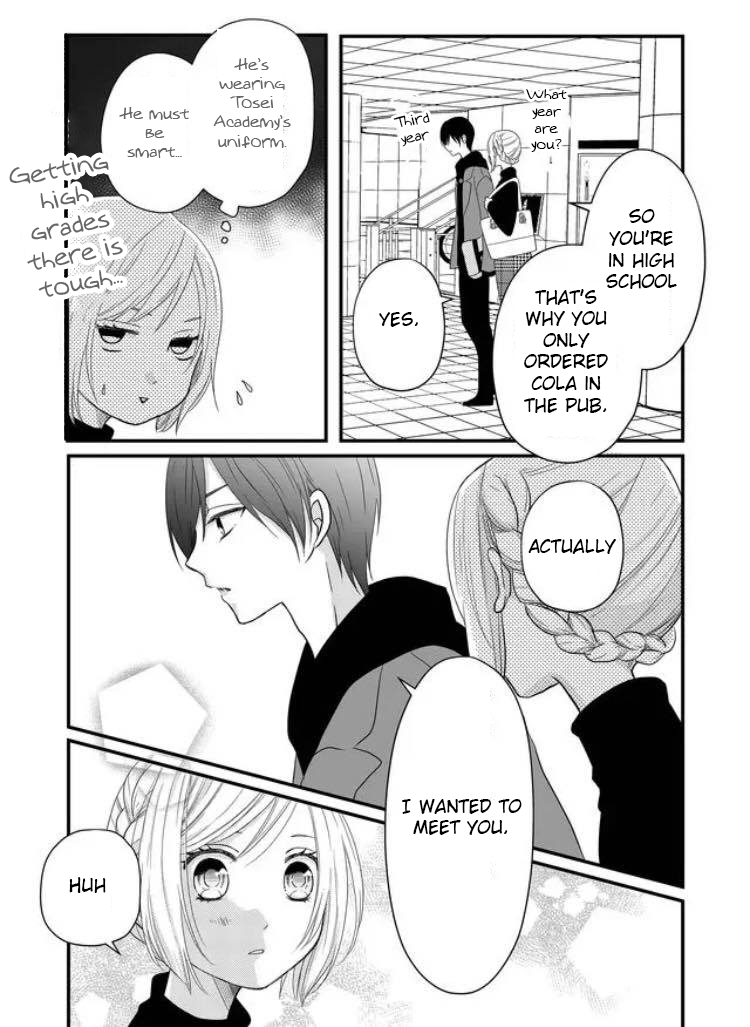 SO
YOU'RE
IN HIGH
SCHOOL
THAT'S
WHY YOU
ONLY
ORDERED
COLA IN
THE PUB.
What
year
are
you?
Third
year
YES.
He's
wearing
Tosei
Academy's
uniform.
He must
be
smart...
Getting
high
grades
there is
tough...
ACTUALLY
I WANTED TO
MEET YOU.
HUH